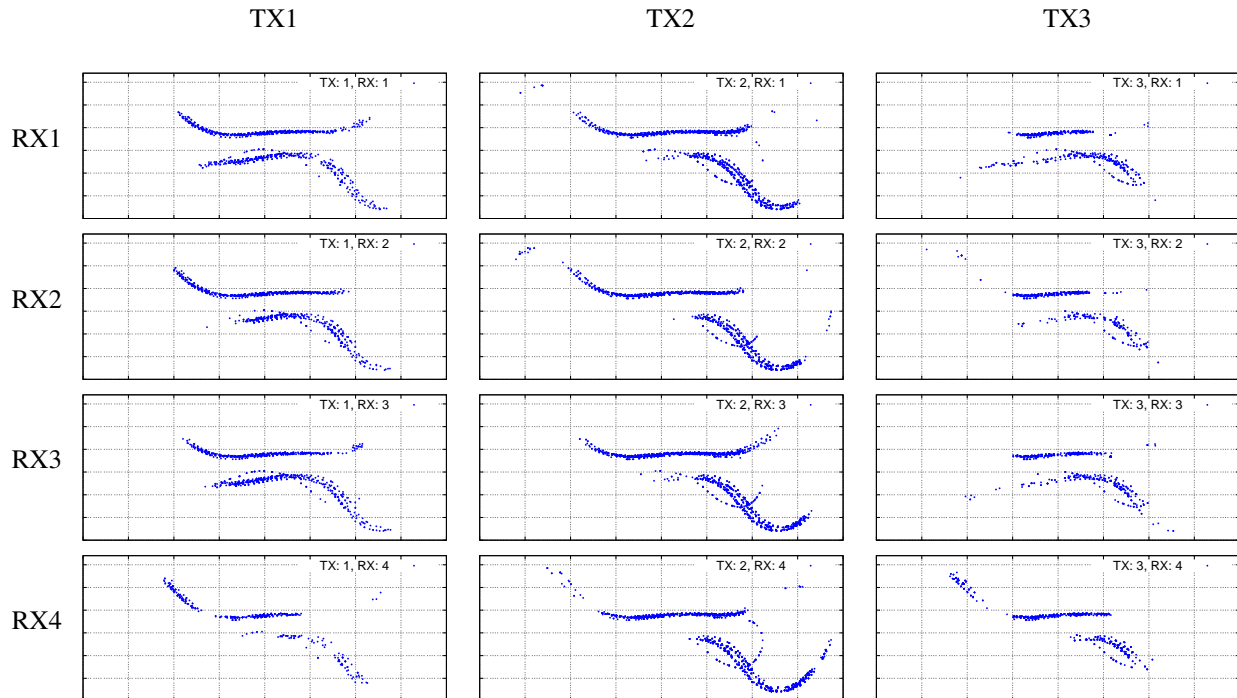 TX1 TX2 TX3
RX1 TX: 1, RX: 1 TX: 2, RX: 1 TX: 3, RX: 1
RX2 TX: 1, RX: 2 TX: 2, RX: 2 TX: 3, RX: 2
RX3 TX: 1, RX: 3 TX: 2, RX: 3 TX: 3, RX: 3
RX4 TX: 1, RX: 4 TX: 2, RX: 4 TX: 3, RX: 4